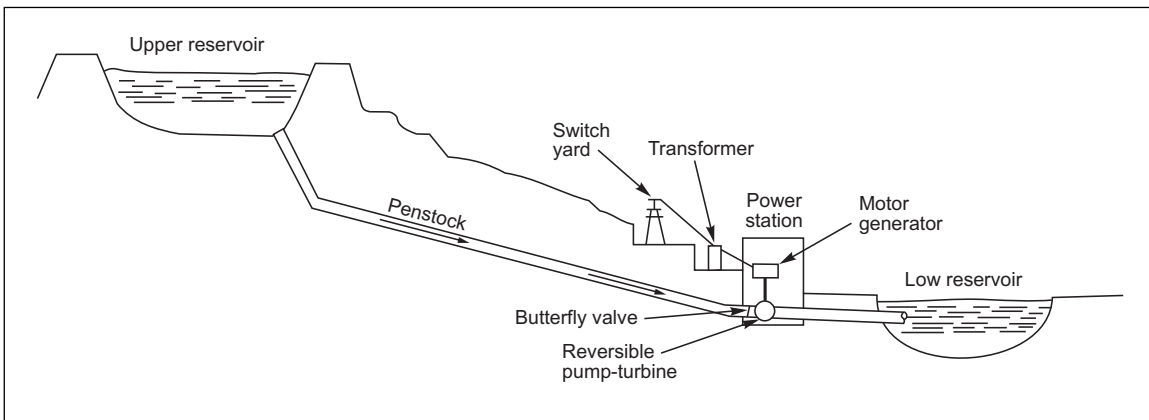 Upper reservoir
Switch
yard
Transformer
Power
station
Motor
generator
Penstock
Low reservoir
Butterfly valve
Reversible
pump-turbine